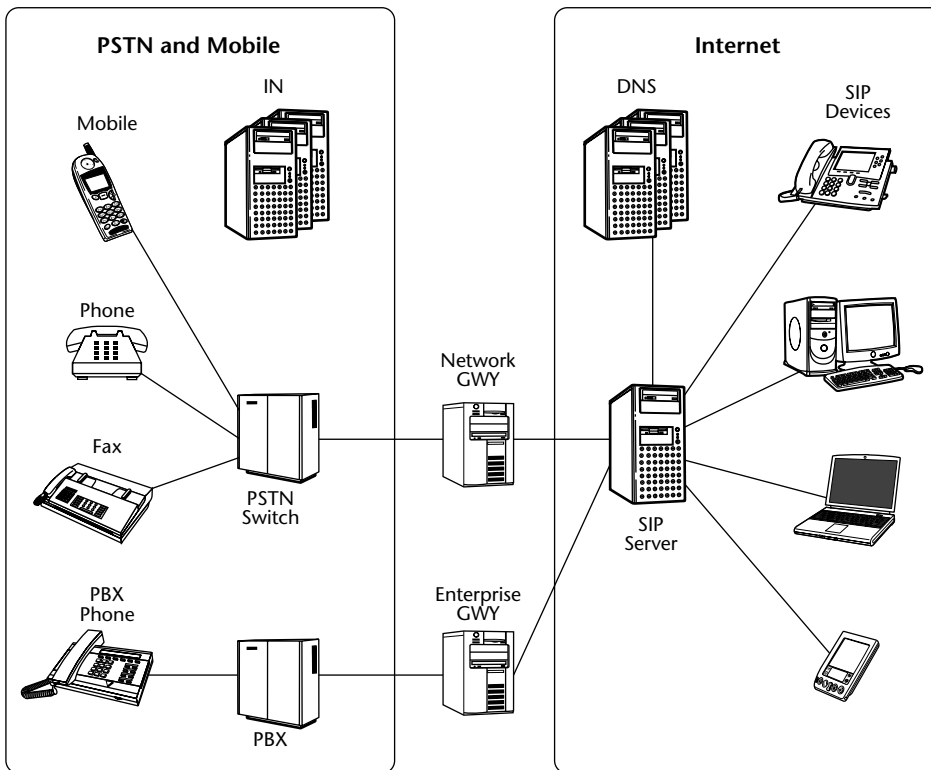 PSTN and Mobile
Internet
IN
DNS
SIP
Devices
Mobile
Phone
Network
GWY
Fax
PSTN
Switch
SIP
Server
PBX
Phone
Enterprise
GWY
PBX